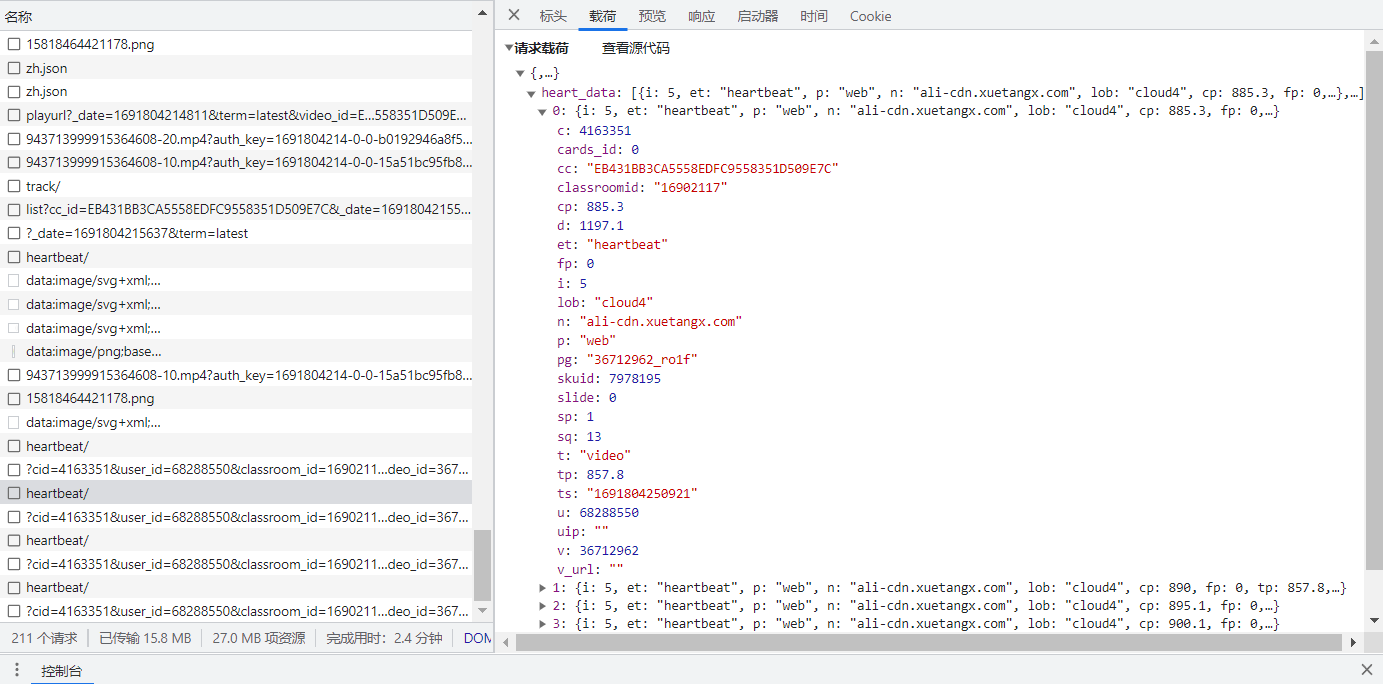 名称
15818464421178.png
zh.json
zh.json
playurl?_date=1691804214811&term=latest&video_id=E...558351D509E...
943713999915364608-20.mp4?auth_key=1691804214-0-0-b0192946a8f5...
943713999915364608-10.mp4?auth_key=1691804214-0-0-15a51bc95fb8...
track/
list?cc_id=EB431BB3CA5558EDFC9558351D509E7C&_date=16918042155...
?_date=1691804215637&term=latest
heartbeat/
data:image/svg+xml;...
data:image/svg+xml;...
data:image/svg+xml;...
data:image/png;base...
943713999915364608-10.mp4?auth_key=1691804214-0-0-15a51bc95fb8...
15818464421178.png
data:image/svg+xml;...
heartbeat/
?cid=4163351&user_id=68288550&classroom_id=1690211...deo_id=367...
heartbeat/
?cid=4163351&user_id=68288550&classroom_id=1690211...deo_id=367...
heartbeat/
?cid=4163351&user_id=68288550&classroom_id=1690211...deo_id=367...
heartbeat/
?cid=4163351&user_id=68288550&classroom_id=1690211...deo_id=367...
211 个请求 已传输 15.8 MB 27.0 MB 项资源 完成用时：2.4 分钟 DOM
标头 载荷 预览 响应 启动器 时间 Cookie
请求载荷 查看源代码
{,…}
heart_data: [{i: 5, et: "heartbeat", p: "web", n: "ali-cdn.xuetangx.com", lob: "cloud4", cp: 885.3, fp: 0,…},…]
0: {i: 5, et: "heartbeat", p: "web", n: "ali-cdn.xuetangx.com", lob: "cloud4", cp: 885.3, fp: 0,…}
c: 4163351
cards_id: 0
cc: "EB431BB3CA5558EDFC9558351D509E7C"
classroomid: "16902117"
cp: 885.3
d: 1197.1
et: "heartbeat"
fp: 0
i: 5
lob: "cloud4"
n: "ali-cdn.xuetangx.com"
p: "web"
pg: "36712962_ro1f"
skuid: 7978195
slide: 0
sp: 1
sq: 13
t: "video"
tp: 857.8
ts: "1691804250921"
u: 68288550
uip: ""
v: 36712962
v_url: ""
1: {i: 5, et: "heartbeat", p: "web", n: "ali-cdn.xuetangx.com", lob: "cloud4", cp: 890, fp: 0, tp: 857.8,…}
2: {i: 5, et: "heartbeat", p: "web", n: "ali-cdn.xuetangx.com", lob: "cloud4", cp: 895.1, fp: 0,…}
3: {i: 5, et: "heartbeat", p: "web", n: "ali-cdn.xuetangx.com", lob: "cloud4", cp: 900.1, fp: 0,…}
控制台